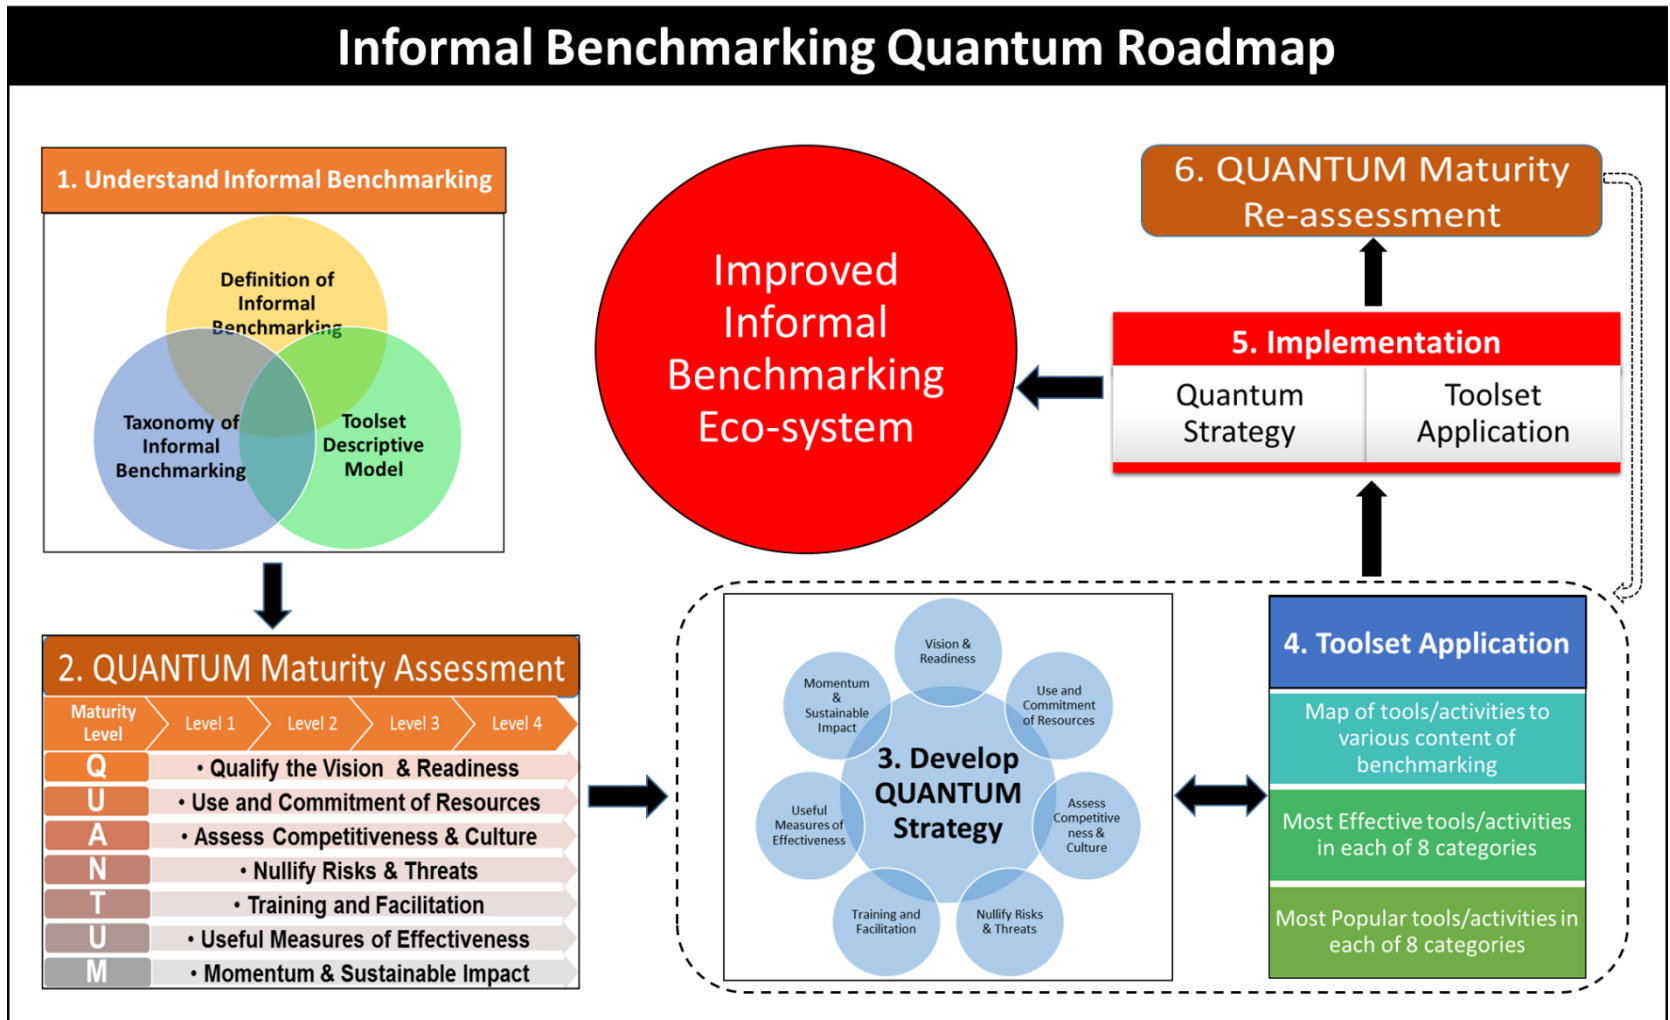 Informal Benchmarking Quantum Roadmap
1. Understand Informal Benchmarking
Definition of
Informal
Benchmarking
Taxonomy of
Informal
Benchmarking
Toolset
Descriptive
Model
2. QUANTUM Maturity Assessment
Maturity
Level
Level 1
Level 2
Level 3
Level 4
Q
• Qualify the Vision & Readiness
U
• Use and Commitment of Resources
A
• Assess Competitiveness & Culture
N
• Nullify Risks & Threats
T
• Training and Facilitation
U
• Useful Measures of Effectiveness
M
• Momentum & Sustainable Impact
3. Develop
QUANTUM
Strategy
Vision &
Readiness
Use and
Commitment
of Resources
Assess
Competitive
ness &
Culture
Nullify Risks
& Threats
Training and
Facilitation
Useful
Measures of
Effectiveness
Momentum
&
Sustainable
Impact
4. Toolset Application
Map of tools/activities to
various content of
benchmarking
Most Effective tools/activities
in each of 8 categories
Most Popular tools/activities in
each of 8 categories
5. Implementation
Quantum
Strategy
Toolset
Application
6. QUANTUM Maturity
Re-assessment
Improved
Informal
Benchmarking
Eco-system